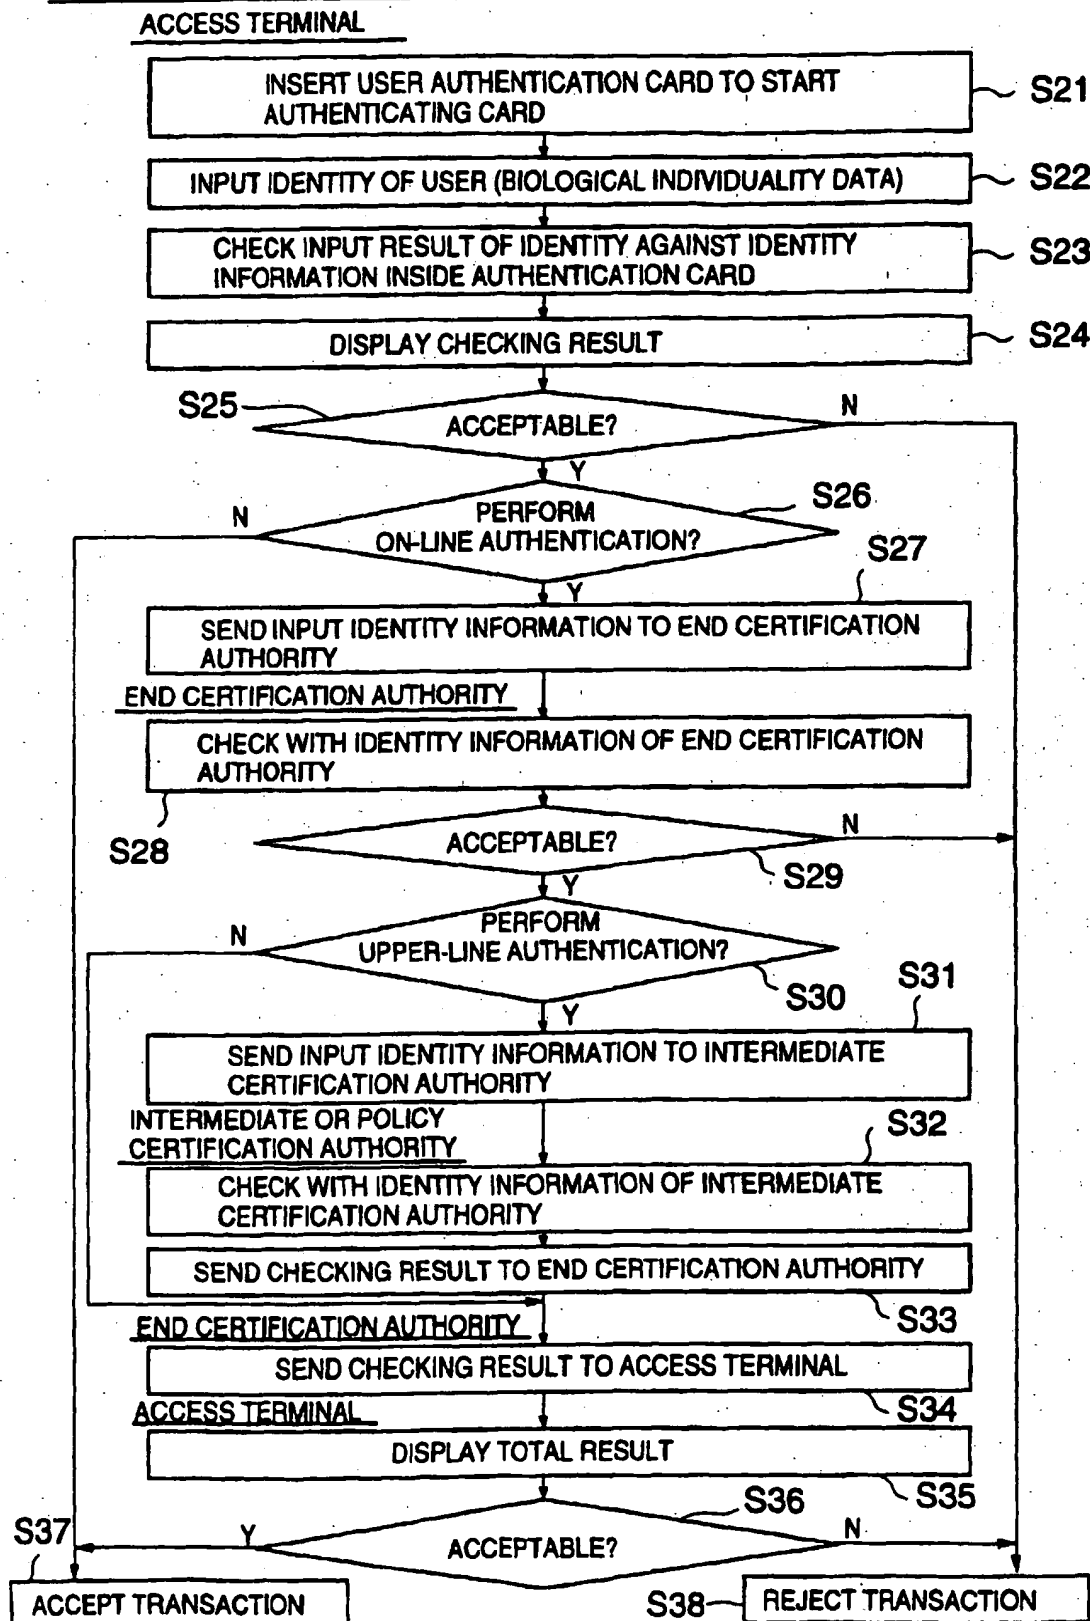 ACCESS TERMINAL
INSERT USER AUTHENTICATION CARD TO START
AUTHENTICATING CARD
S21
INPUT IDENTITY OF USER (BIOLOGICAL INDIVIDUALITY DATA)
S22
CHECK INPUT RESULT OF IDENTITY AGAINST IDENTITY
INFORMATION INSIDE AUTHENTICATION CARD
S23
DISPLAY CHECKING RESULT
S24
S25
ACCEPTABLE?
N
Y
S26
N
PERFORM
ON-LINE AUTHENTICATION?
S27
Y
SEND INPUT IDENTITY INFORMATION TO END CERTIFICATION
AUTHORITY
END CERTIFICATION AUTHORITY
CHECK WITH IDENTITY INFORMATION OF END CERTIFICATION
AUTHORITY
S28
ACCEPTABLE?
N
S29
Y
N
PERFORM
UPPER-LINE AUTHENTICATION?
S30
S31
Y
SEND INPUT IDENTITY INFORMATION TO INTERMEDIATE
CERTIFICATION AUTHORITY
INTERMEDIATE OR POLICY
CERTIFICATION AUTHORITY
S32
CHECK WITH IDENTITY INFORMATION OF INTERMEDIATE
CERTIFICATION AUTHORITY
SEND CHECKING RESULT TO END CERTIFICATION AUTHORITY
S33
END CERTIFICATION AUTHORITY
SEND CHECKING RESULT TO ACCESS TERMINAL
S34
ACCESS TERMINAL
DISPLAY TOTAL RESULT
S35
S36
S37
Y
ACCEPTABLE?
N
ACCEPT TRANSACTION
S38
REJECT TRANSACTION